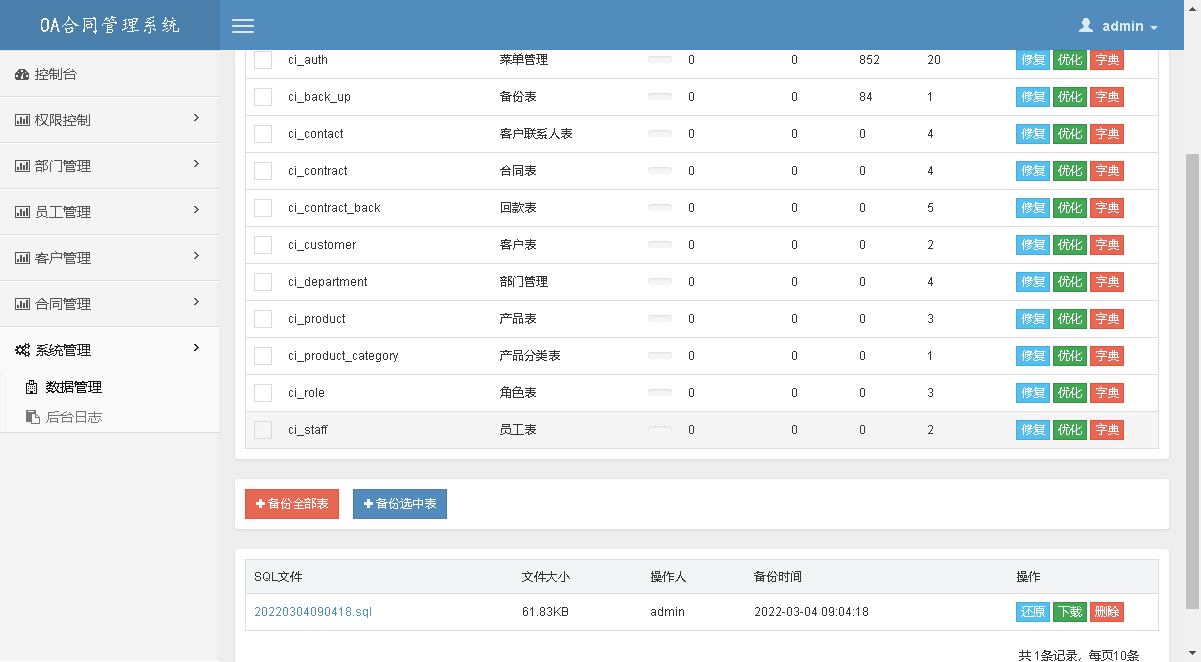 OA合同管理系统
admin
控制台
权限控制
部门管理
员工管理
客户管理
合同管理
系统管理
数据管理
后台日志
ci_auth 菜单管理 0 0 852 20 修复 优化 字典
ci_back_up 备份表 0 0 84 1 修复 优化 字典
ci_contact 客户联系人表 0 0 0 4 修复 优化 字典
ci_contract 合同表 0 0 0 4 修复 优化 字典
ci_contract_back 回款表 0 0 0 5 修复 优化 字典
ci_customer 客户表 0 0 0 2 修复 优化 字典
ci_department 部门管理 0 0 0 4 修复 优化 字典
ci_product 产品表 0 0 0 3 修复 优化 字典
ci_product_category 产品分类表 0 0 0 1 修复 优化 字典
ci_role 角色表 0 0 0 3 修复 优化 字典
ci_staff 员工表 0 0 0 2 修复 优化 字典
备份全部表 备份选中表
SQL文件 文件大小 操作人 备份时间 操作
20220304090418.sql 61.83KB admin 2022-03-04 09:04:18 还原 下载 删除
共 1条记录，每页10条